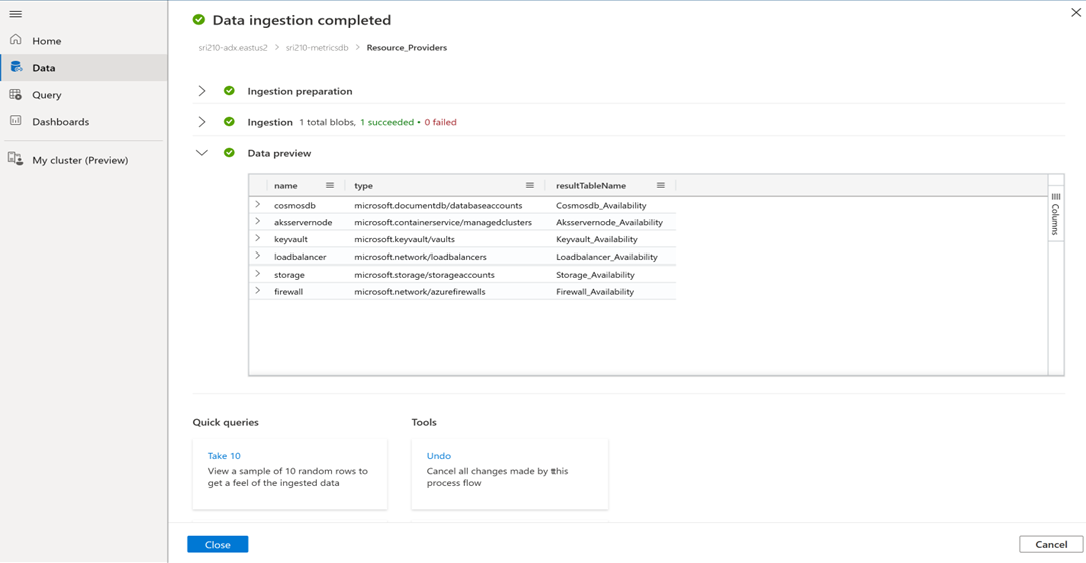 Data ingestion completed
Home
sri210-adx.eastus2 > sri210-metricsdb > Resource_Providers
Data
Query
Ingestion preparation
Dashboards
Ingestion 1 total blobs, 1 succeeded • 0 failed
My cluster (Preview)
Data preview
name type resultTableName
cosmosdb microsoft.documentdb/databaseaccounts Cosmosdb_Availability
aksservernode microsoft.containerservice/managedclusters Aksservernode_Availability
keyvault microsoft.keyvault/vaults Keyvault_Availability
loadbalancer microsoft.network/loadbalancers Loadbalancer_Availability
storage microsoft.storage/storageaccounts Storage_Availability
firewall microsoft.network/azurefirewalls Firewall_Availability
Columns
Quick queries
Tools
Take 10
View a sample of 10 random rows to
get a feel of the ingested data
Undo
Cancel all changes made by this
process flow
Close
Cancel